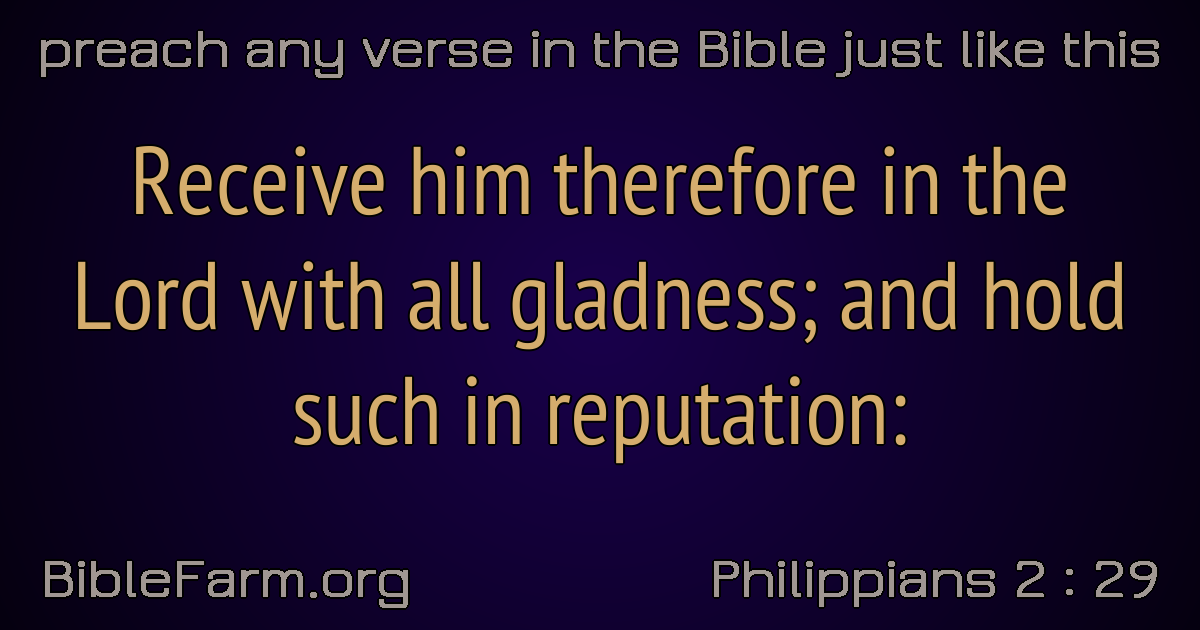 preach any verse in the Bible just like this
Receive him therefore in the
Lord with all gladness; and hold
such in reputation:
BibleFarm.org
Philippians 2 : 29